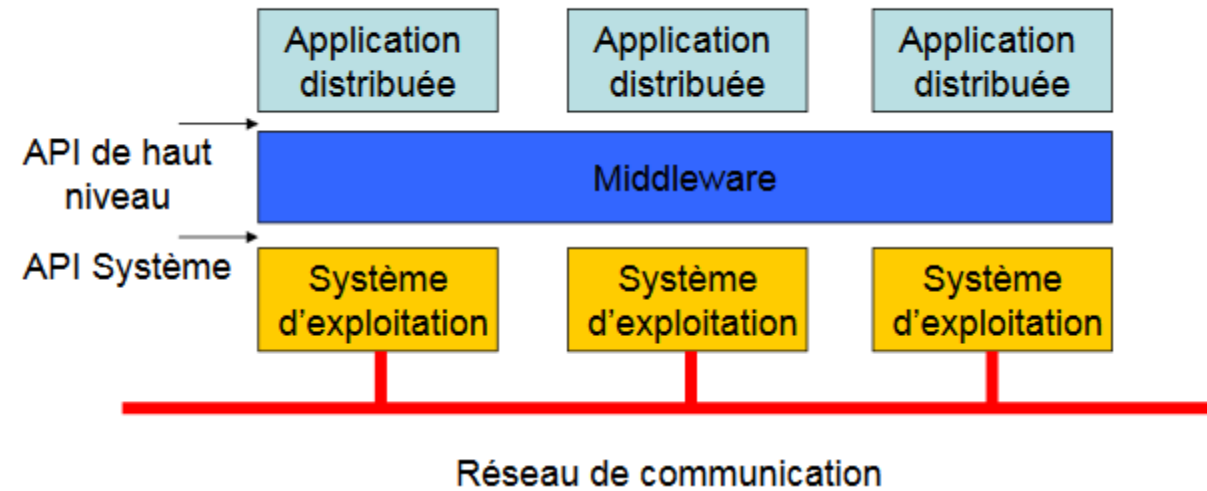 Application
distribuée
Application
distribuée
Application
distribuée
API de haut
niveau
Middleware
API Système
Système
d'exploitation
Système
d'exploitation
Système
d'exploitation
Réseau de communication